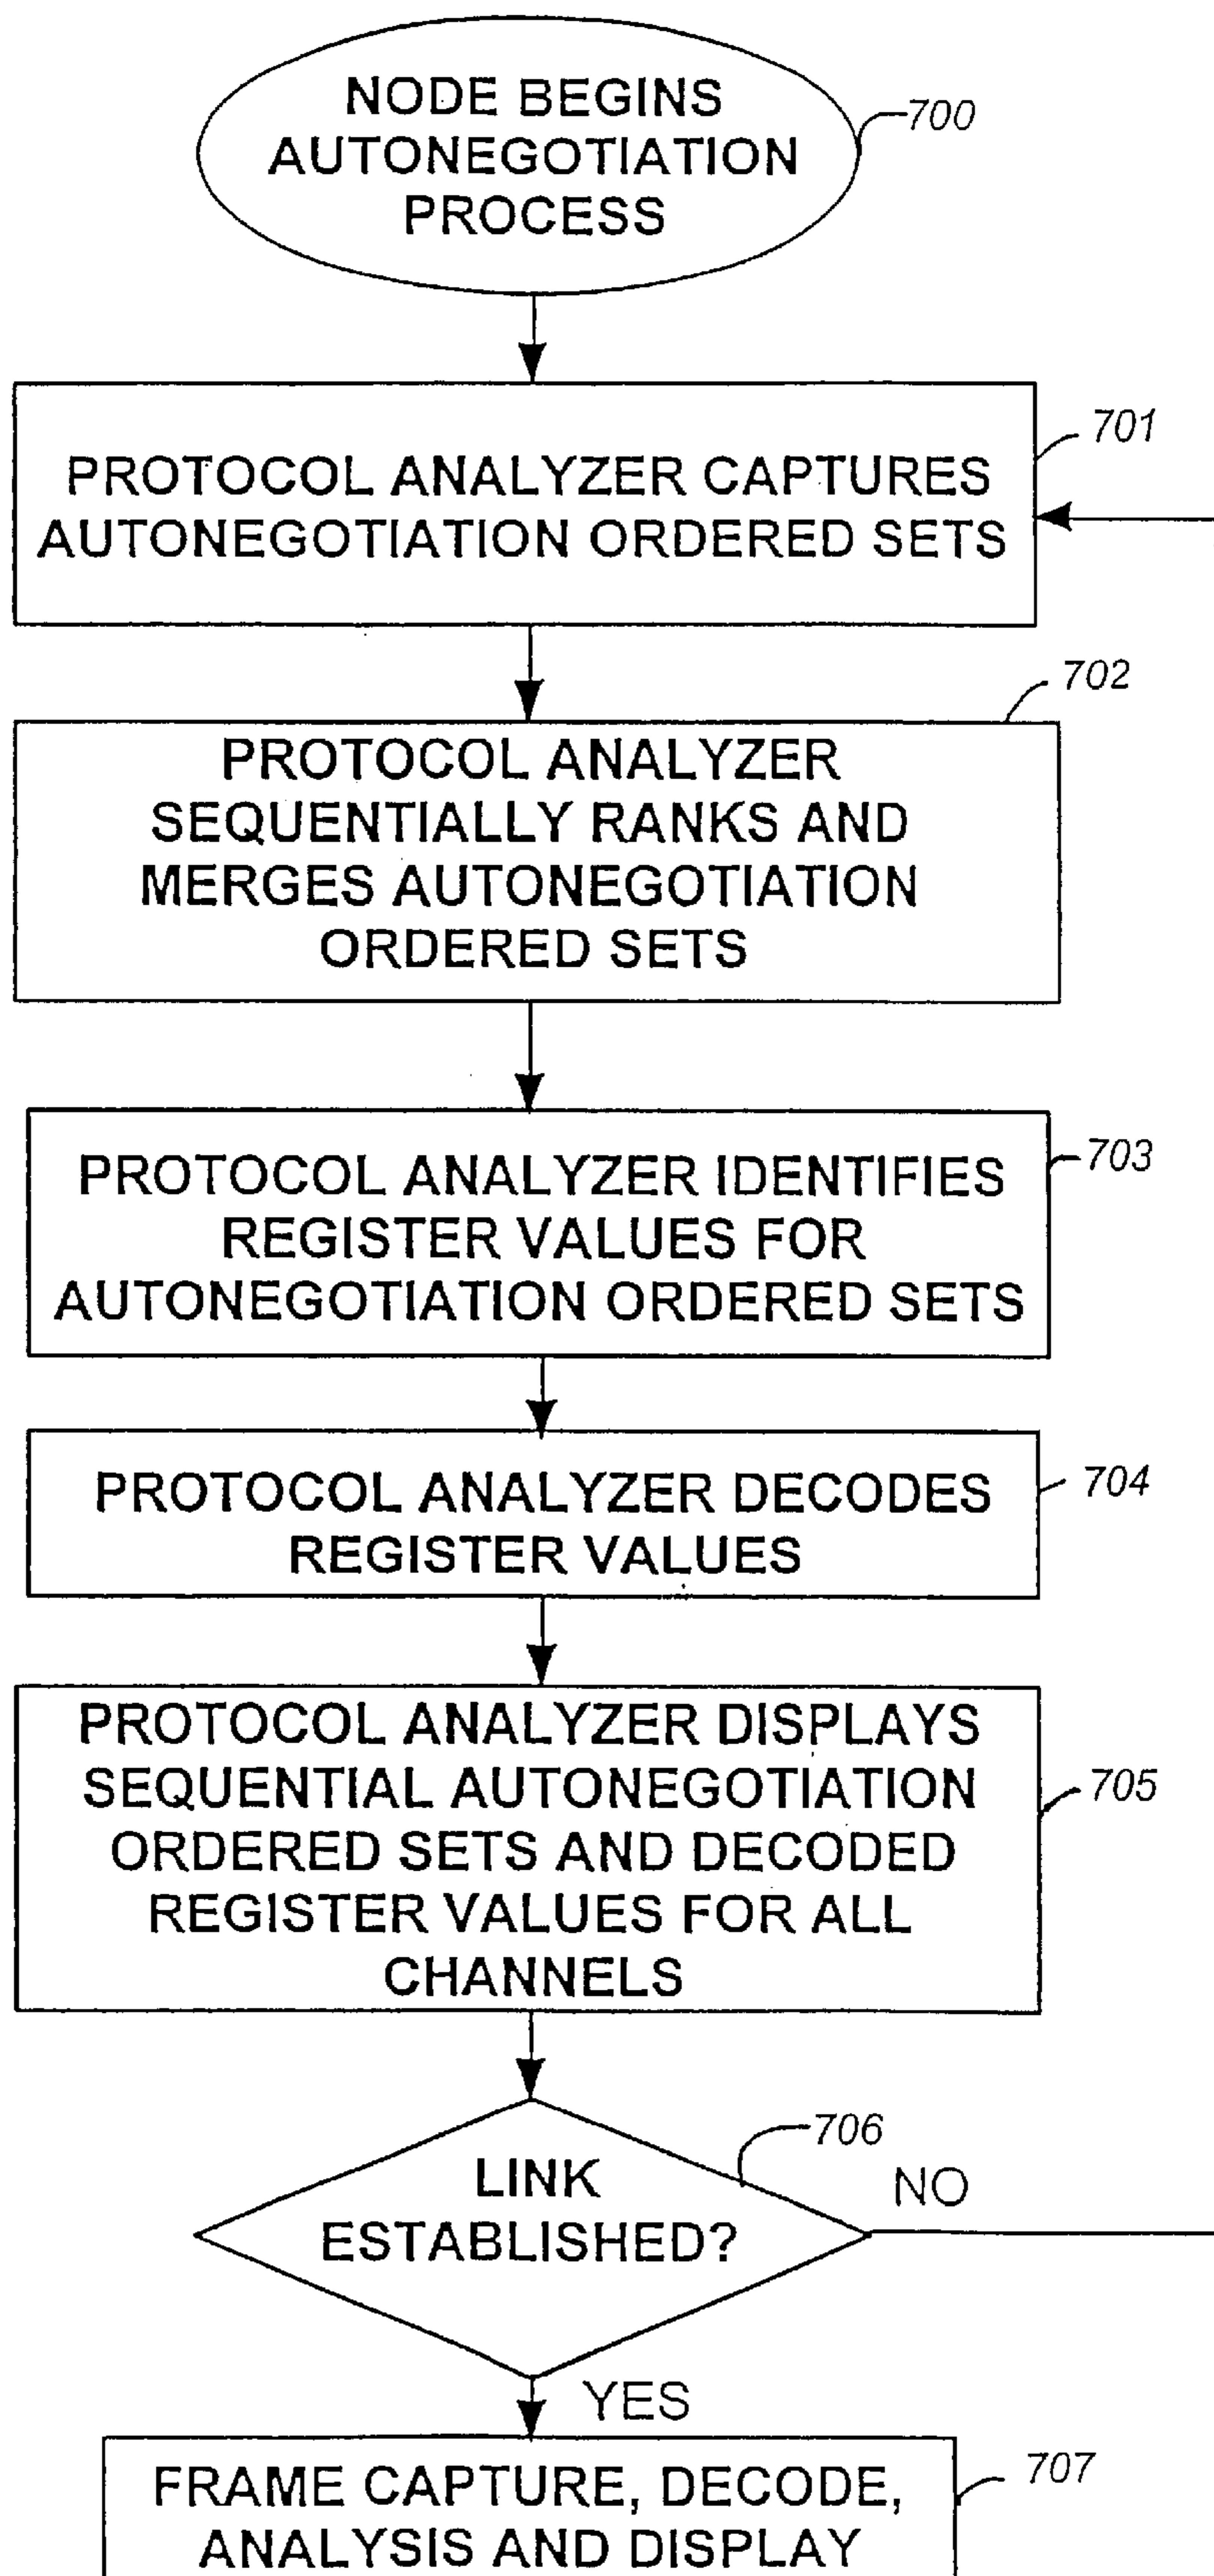 NODE BEGINS
AUTONEGOTIATION
PROCESS
700
PROTOCOL ANALYZER CAPTURES
AUTONEGOTIATION ORDERED SETS
701
702
PROTOCOL ANALYZER
SEQUENTIALLY RANKS AND
MERGES AUTONEGOTIATION
ORDERED SETS
PROTOCOL ANALYZER IDENTIFIES
REGISTER VALUES FOR
AUTONEGOTIATION ORDERED SETS
703
PROTOCOL ANALYZER DECODES
REGISTER VALUES
704
PROTOCOL ANALYZER DISPLAYS
SEQUENTIAL AUTONEGOTIATION
ORDERED SETS AND DECODED
REGISTER VALUES FOR ALL
CHANNELS
705
706
LINK
ESTABLISHED?
NO
YES
FRAME CAPTURE, DECODE,
ANALYSIS AND DISPLAY
707